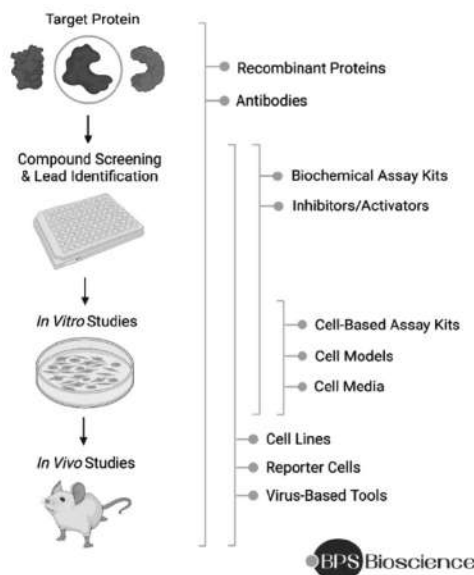 Target Protein
Compound Screening
& Lead Identification
In Vitro Studies
In Vivo Studies
Recombinant Proteins
Antibodies
Biochemical Assay Kits
Inhibitors/Activators
Cell-Based Assay Kits
Cell Models
Cell Media
Cell Lines
Reporter Cells
Virus-Based Tools
BPS Bioscience